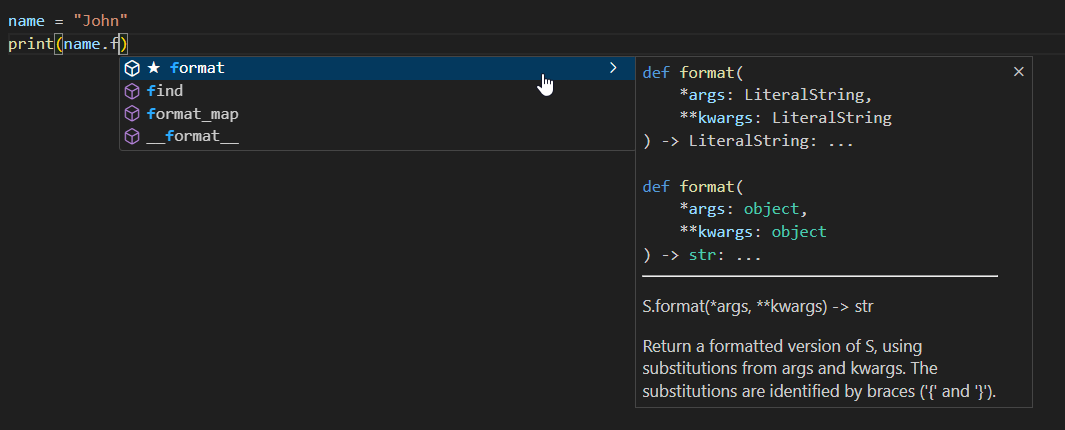 name = "John"
print(name.f)
★ format
find
format_map
__format__
def format(
    *args: LiteralString,
    **kwargs: LiteralString
) -> LiteralString: ...
def format(
    *args: object,
    **kwargs: object
) -> str: ...
S.format(*args, **kwargs) -> str
Return a formatted version of S, using
substitutions from args and kwargs. The
substitutions are identified by braces ('{' and '}').